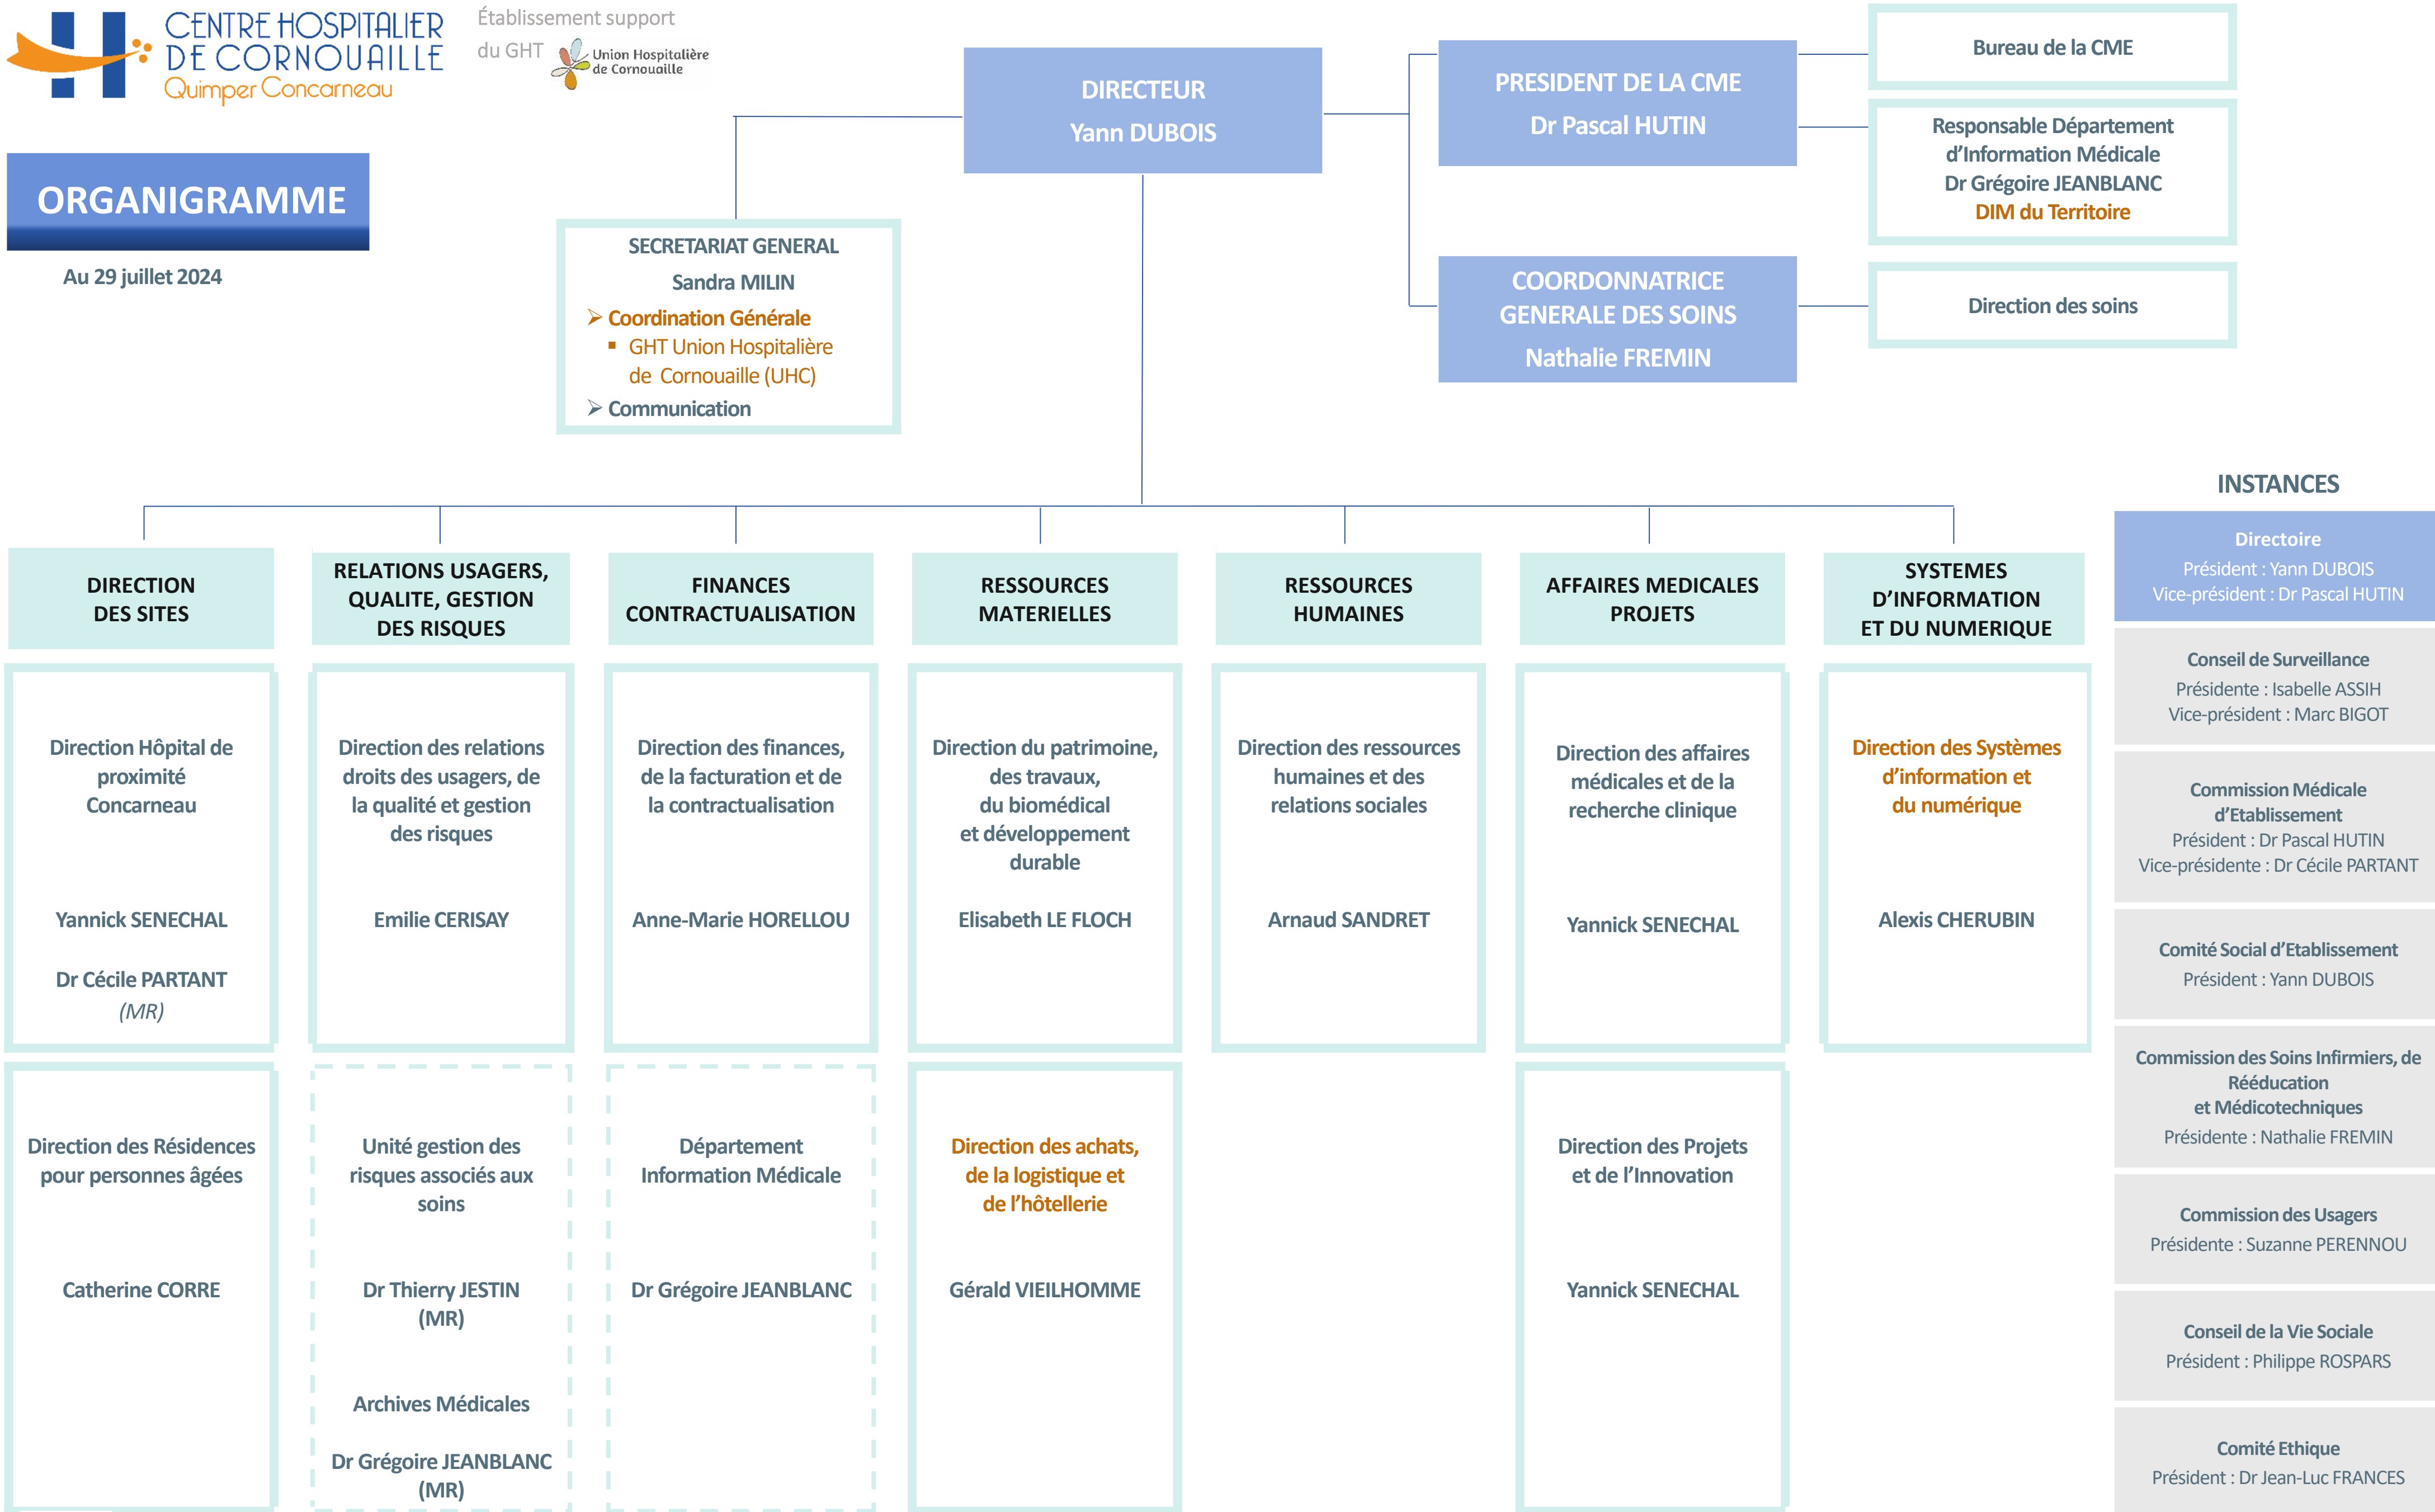 CENTRE HOSPITALIER
DE CORNOUAILLE
Quimper Concarneau
Établissement support
du GHT
Union Hospitalière
de Cornouaille
ORGANIGRAMME
Au 29 juillet 2024
DIRECTEUR
Yann DUBOIS
PRESIDENT DE LA CME
Dr Pascal HUTIN
Bureau de la CME
Responsable Département
d’Information Médicale
Dr Grégoire JEANBLANC
DIM du Territoire
COORDONNATRICE
GENERALE DES SOINS
Nathalie FREMIN
Direction des soins
SECRETARIAT GENERAL
Sandra MILIN
➢ Coordination Générale
▪ GHT Union Hospitalière
de Cornouaille (UHC)
➢ Communication
DIRECTION
DES SITES
Direction Hôpital de
proximité
Concarneau
Yannick SENECHAL
Dr Cécile PARTANT
(MR)
Direction des Résidences
pour personnes âgées
Catherine CORRE
RELATIONS USAGERS,
QUALITE, GESTION
DES RISQUES
Direction des relations
droits des usagers, de
la qualité et gestion
des risques
Emilie CERISAY
Unité gestion des
risques associés aux
soins
Dr Thierry JESTIN
(MR)
Archives Médicales
Dr Grégoire JEANBLANC
(MR)
FINANCES
CONTRACTUALISATION
Direction des finances,
de la facturation et de
la contractualisation
Anne-Marie HORELLOU
Département
Information Médicale
Dr Grégoire JEANBLANC
RESSOURCES
MATERIELLES
Direction du patrimoine,
des travaux,
du biomédical
et développement
durable
Elisabeth LE FLOCH
Direction des achats,
de la logistique et
de l’hôtellerie
Gérald VIEILHOMME
RESSOURCES
HUMAINES
Direction des ressources
humaines et des
relations sociales
Arnaud SANDRET
AFFAIRES MEDICALES
PROJETS
Direction des affaires
médicales et de la
recherche clinique
Yannick SENECHAL
Direction des Projets
et de l’Innovation
Yannick SENECHAL
SYSTEMES
D’INFORMATION
ET DU NUMERIQUE
Direction des Systèmes
d’information et
du numérique
Alexis CHERUBIN
INSTANCES
Directoire
Président : Yann DUBOIS
Vice-président : Dr Pascal HUTIN
Conseil de Surveillance
Présidente : Isabelle ASSIH
Vice-président : Marc BIGOT
Commission Médicale
d’Etablissement
Président : Dr Pascal HUTIN
Vice-présidente : Dr Cécile PARTANT
Comité Social d’Etablissement
Président : Yann DUBOIS
Commission des Soins Infirmiers, de
Rééducation
et Médicotechniques
Présidente : Nathalie FREMIN
Commission des Usagers
Présidente : Suzanne PERENNOU
Conseil de la Vie Sociale
Président : Philippe ROSPARS
Comité Ethique
Président : Dr Jean-Luc FRANCES